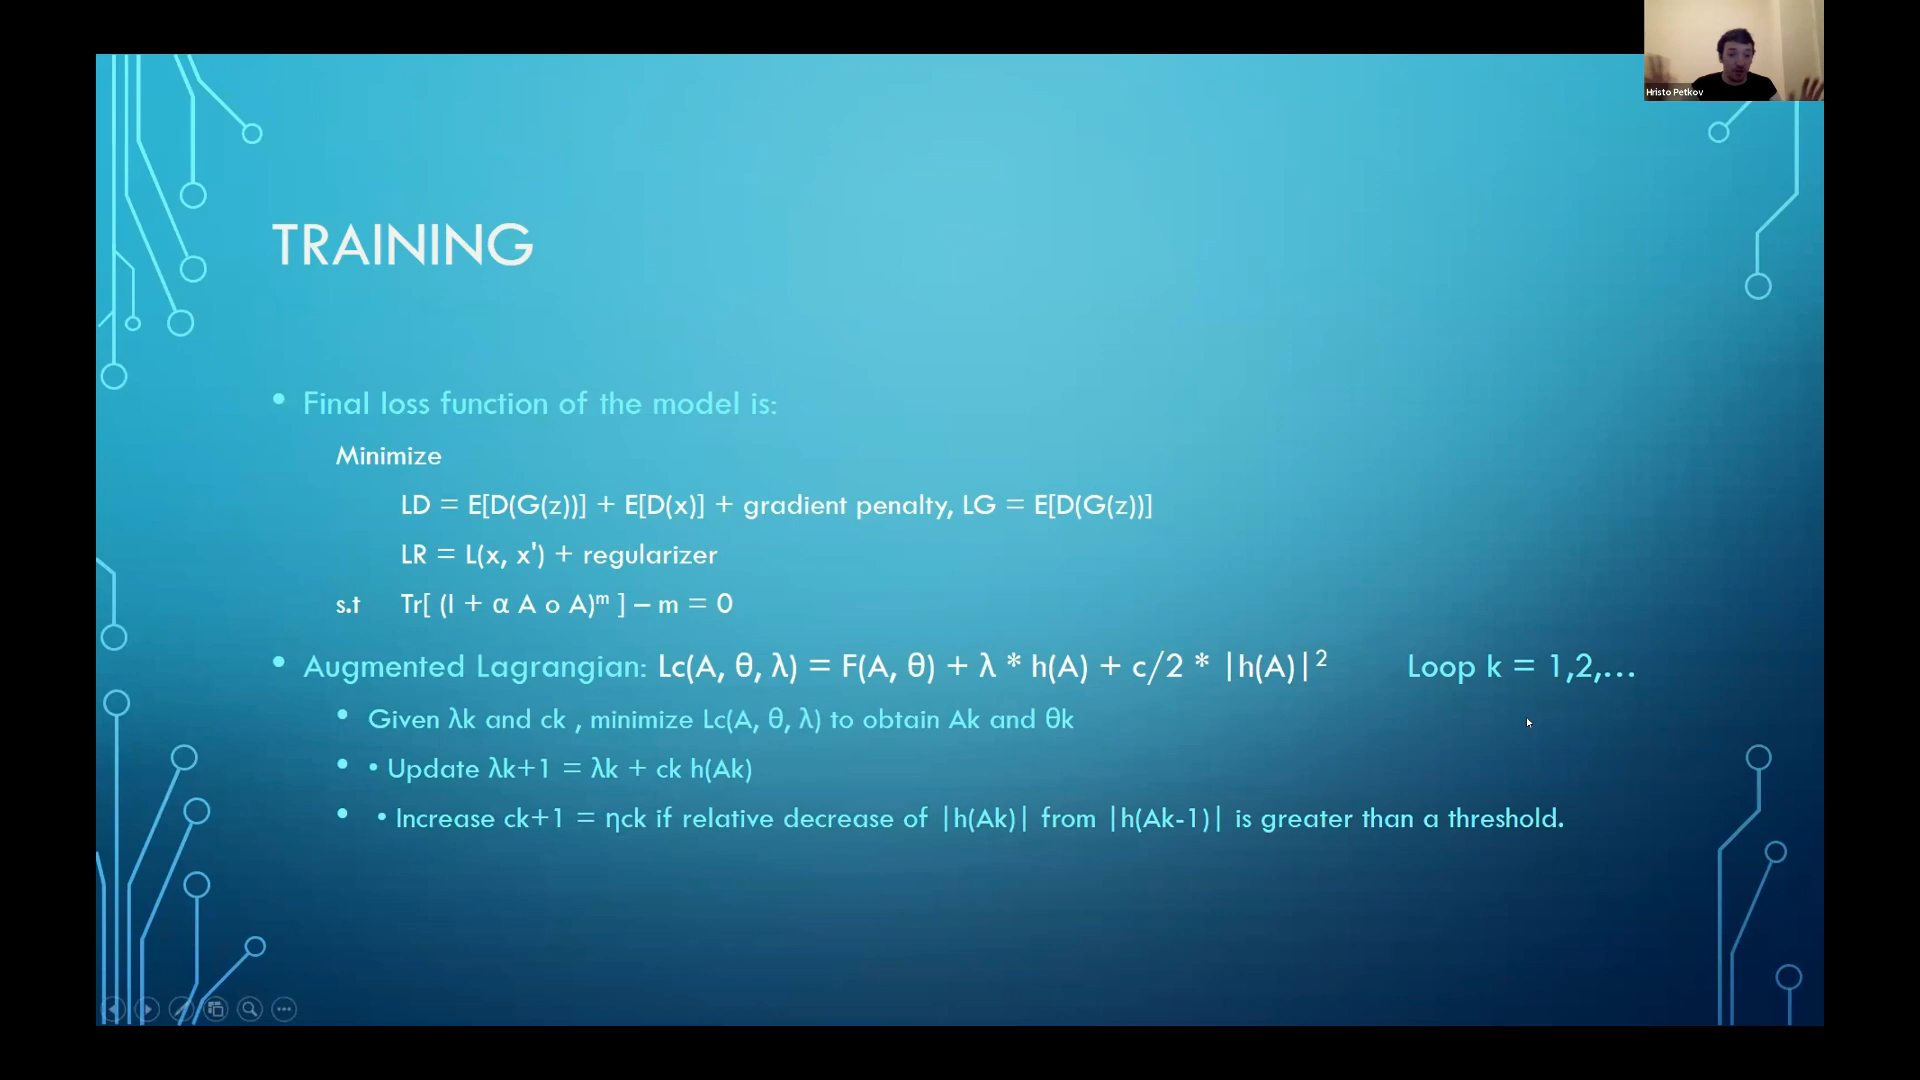 Hristo Petkov
TRAINING
• Final loss function of the model is:
Minimize
LD = E[D(G(z))] + E[D(x)] + gradient penalty, LG = E[D(G(z))]
LR = L(x, x') + regularizer
s.t Tr[ (I + α A o A)ᵐ ] – m = 0
• Augmented Lagrangian: Lc(A, θ, λ) = F(A, θ) + λ * h(A) + c/2 * |h(A)|² Loop k = 1,2,…
• Given λk and ck , minimize Lc(A, θ, λ) to obtain Ak and θk
• • Update λk+1 = λk + ck h(Ak)
• • Increase ck+1 = ηck if relative decrease of |h(Ak)| from |h(Ak-1)| is greater than a threshold.